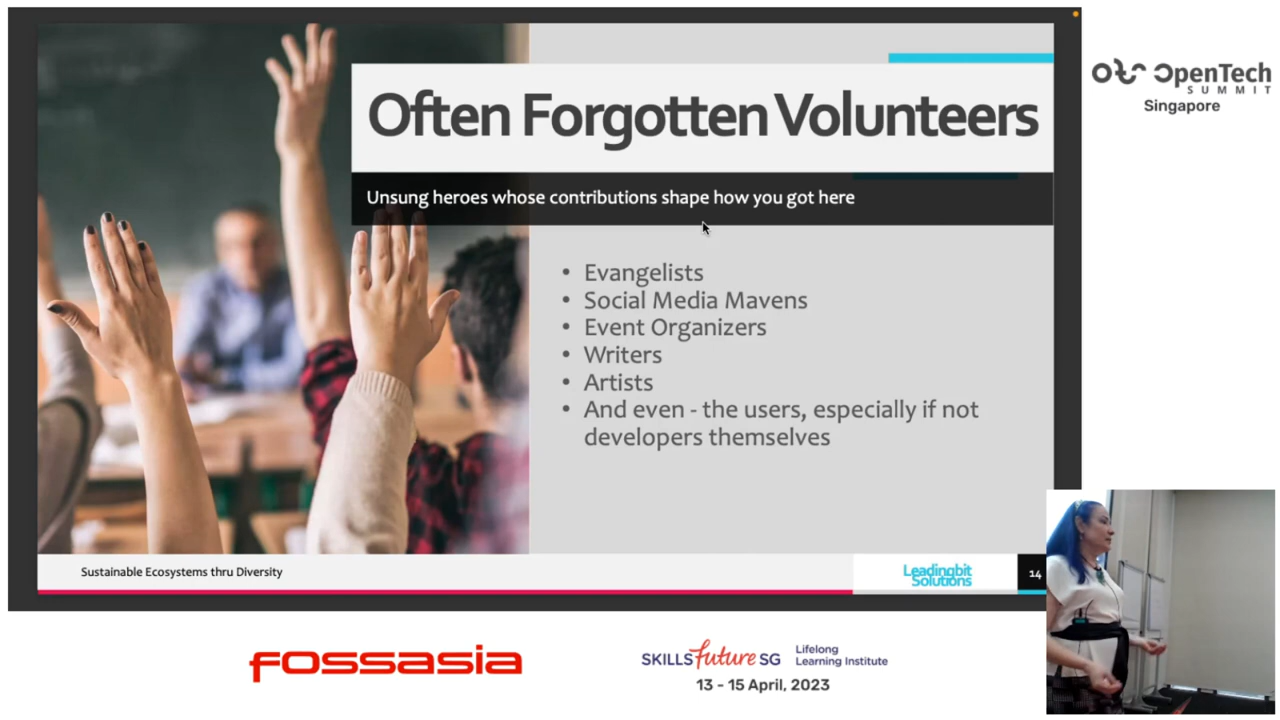 Often Forgotten Volunteers
Unsung heroes whose contributions shape how you got here
• Evangelists
• Social Media Mavens
• Event Organizers
• Writers
• Artists
• And even - the users, especially if not
developers themselves
Sustainable Ecosystems thru Diversity
Leadingbit
Solutions
14
OpenTech
SUMMIT
Singapore
fossasia
SKILLSfuture SG
Lifelong
Learning Institute
13 - 15 April, 2023